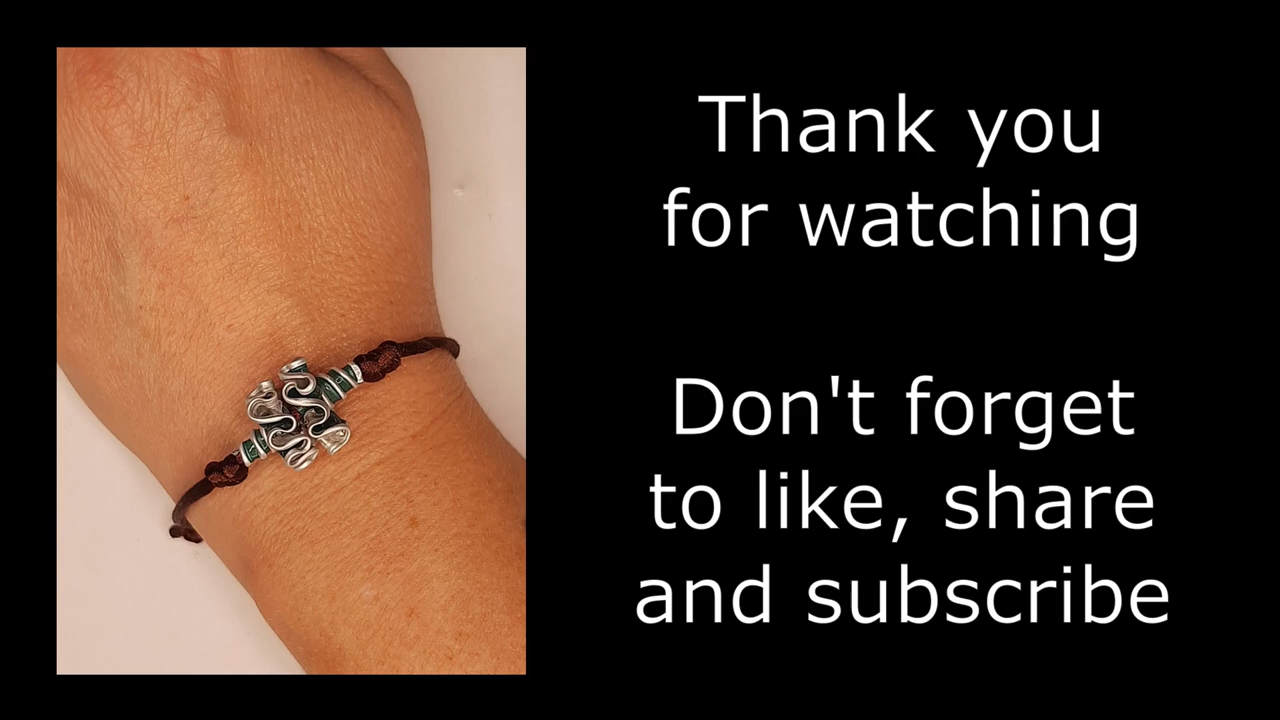 Thank you
for watching
Don't forget
to like, share
and subscribe